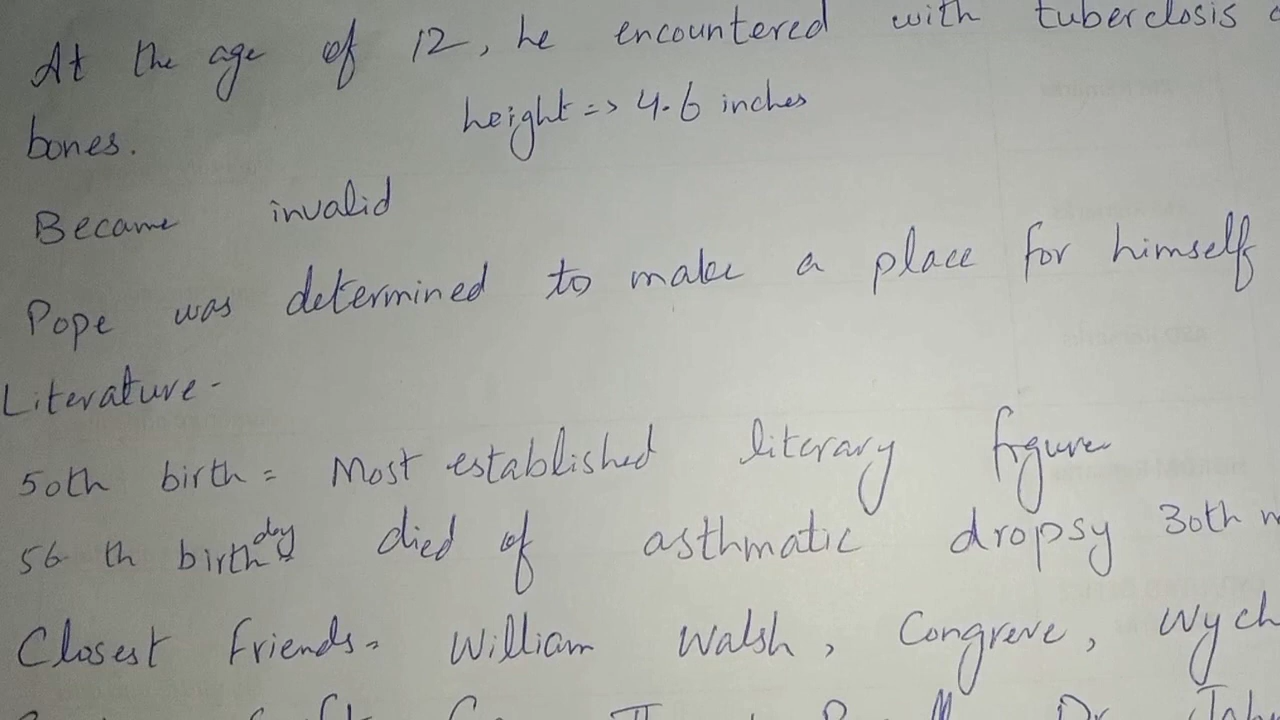 At the age of 12, he encountered with tuberclosis
height => 4.6 inches
bones.
Became invalid
Pope was determined to make a place for himself
Literature -
50th birth = Most established literary figure
56 th birthday died of asthmatic dropsy 30th
Closest Friends = William Walsh, Congreve, Wych